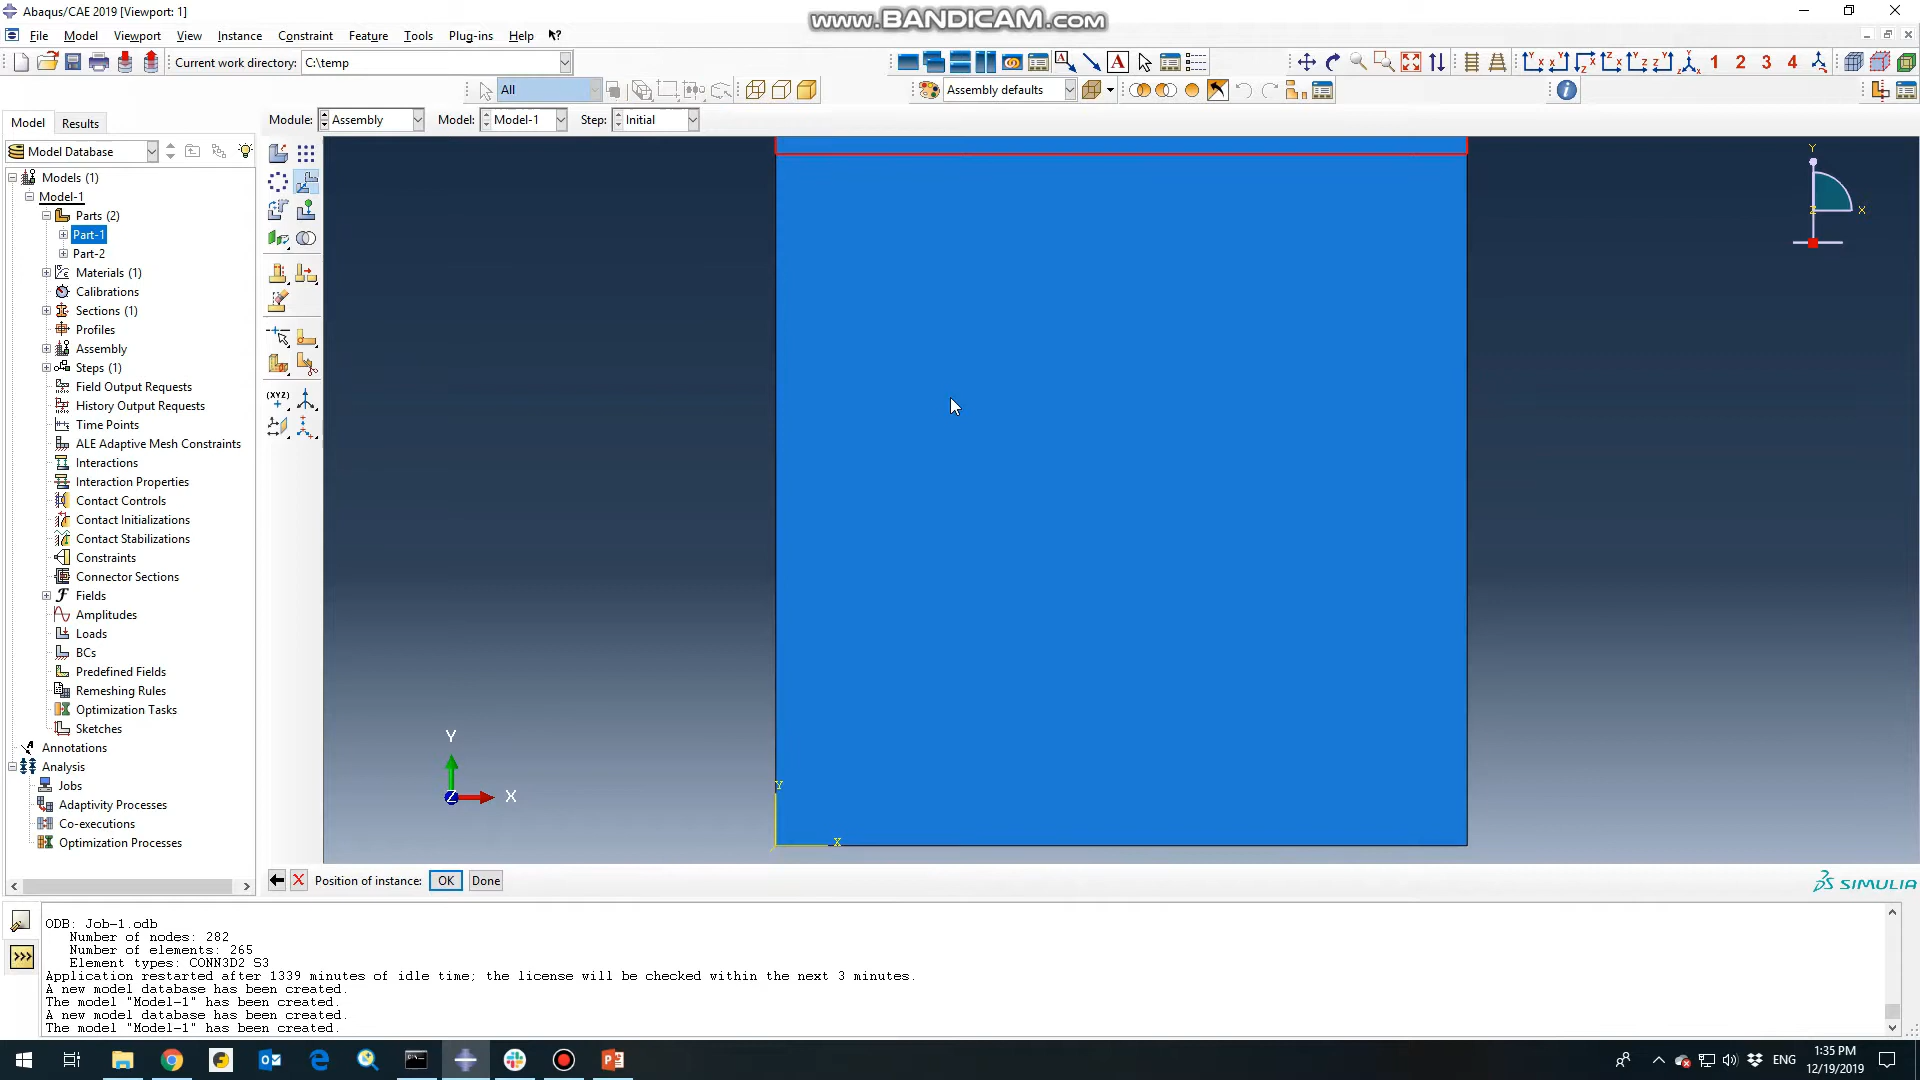 Abaqus/CAE 2019 [Viewport: 1]
www.BANDICAM.com
File Model Viewport View Instance Constraint Feature Tools Plug-ins Help
Current work directory: C:\temp
A 1 2 3 4
All
Assembly defaults
Model Results
Module: Assembly Model: Model-1 Step: Initial
Model Database
Models (1)
Model-1
Parts (2)
Part-1
Part-2
Materials (1)
Calibrations
Sections (1)
Profiles
Assembly
Steps (1)
Field Output Requests
History Output Requests
Time Points
ALE Adaptive Mesh Constraints
Interactions
Interaction Properties
Contact Controls
Contact Initializations
Contact Stabilizations
Constraints
Connector Sections
Fields
Amplitudes
Loads
BCs
Predefined Fields
Remeshing Rules
Optimization Tasks
Sketches
Annotations
Analysis
Jobs
Adaptivity Processes
Co-executions
Optimization Processes
(XYZ)
Y
Z X
Y
Z X
Y
X
Position of instance: OK Done
SIMULIA
ODB: Job-1.odb
Number of nodes: 282
Number of elements: 265
Element types: CONN3D2 S3
Application restarted after 1339 minutes of idle time; the license will be checked within the next 3 minutes.
A new model database has been created.
The model "Model-1" has been created.
A new model database has been created.
The model "Model-1" has been created.
>>>
ENG
1:35 PM
12/19/2019